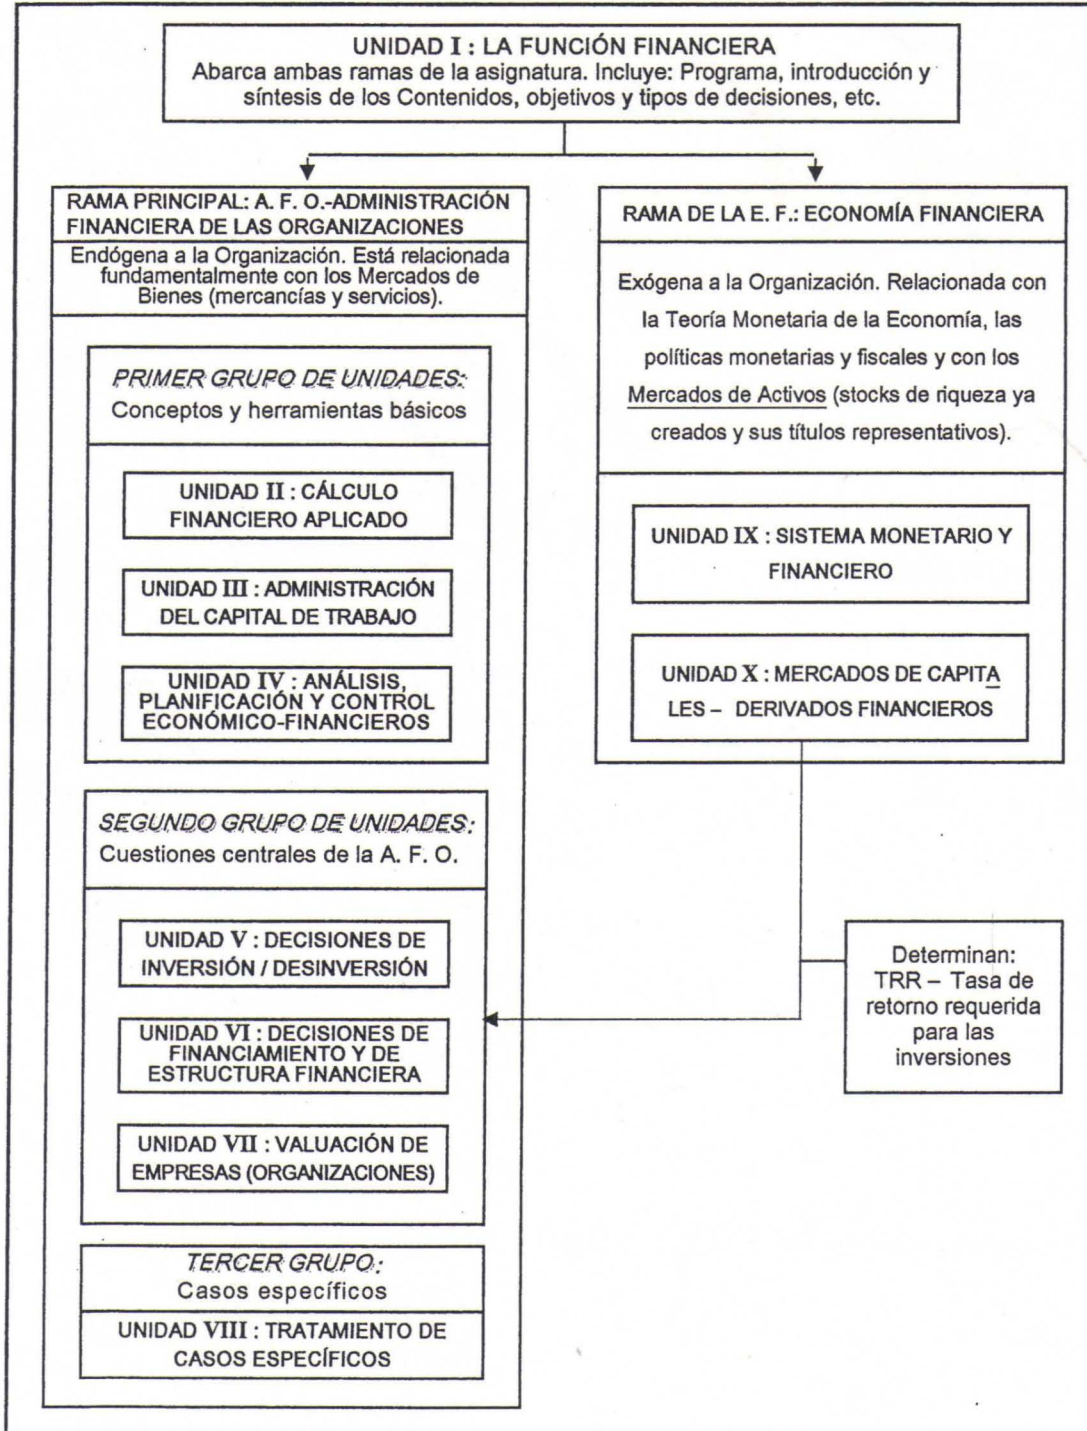 UNIDAD I : LA FUNCIÓN FINANCIERA
Abarca ambas ramas de la asignatura. Incluye: Programa, introducción y
síntesis de los Contenidos, objetivos y tipos de decisiones, etc.
RAMA PRINCIPAL: A. F. O.-ADMINISTRACIÓN
FINANCIERA DE LAS ORGANIZACIONES
Endógena a la Organización. Está relacionada
fundamentalmente con los Mercados de
Bienes (mercancías y servicios).
PRIMER GRUPO DE UNIDADES:
Conceptos y herramientas básicos
UNIDAD II : CÁLCULO
FINANCIERO APLICADO
UNIDAD III : ADMINISTRACIÓN
DEL CAPITAL DE TRABAJO
UNIDAD IV : ANÁLISIS,
PLANIFICACIÓN Y CONTROL
ECONÓMICO-FINANCIEROS
SEGUNDO GRUPO DE UNIDADES:
Cuestiones centrales de la A. F. O.
UNIDAD V : DECISIONES DE
INVERSIÓN / DESINVERSIÓN
UNIDAD VI : DECISIONES DE
FINANCIAMIENTO Y DE
ESTRUCTURA FINANCIERA
UNIDAD VII : VALUACIÓN DE
EMPRESAS (ORGANIZACIONES)
TERCER GRUPO:
Casos específicos
UNIDAD VIII : TRATAMIENTO DE
CASOS ESPECÍFICOS
RAMA DE LA E. F.: ECONOMÍA FINANCIERA
Exógena a la Organización. Relacionada con
la Teoría Monetaria de la Economía, las
políticas monetarias y fiscales y con los
Mercados de Activos (stocks de riqueza ya
creados y sus títulos representativos).
UNIDAD IX : SISTEMA MONETARIO Y
FINANCIERO
UNIDAD X : MERCADOS DE CAPITA
LES – DERIVADOS FINANCIEROS
Determinan:
TRR – Tasa de
retorno requerida
para las
inversiones